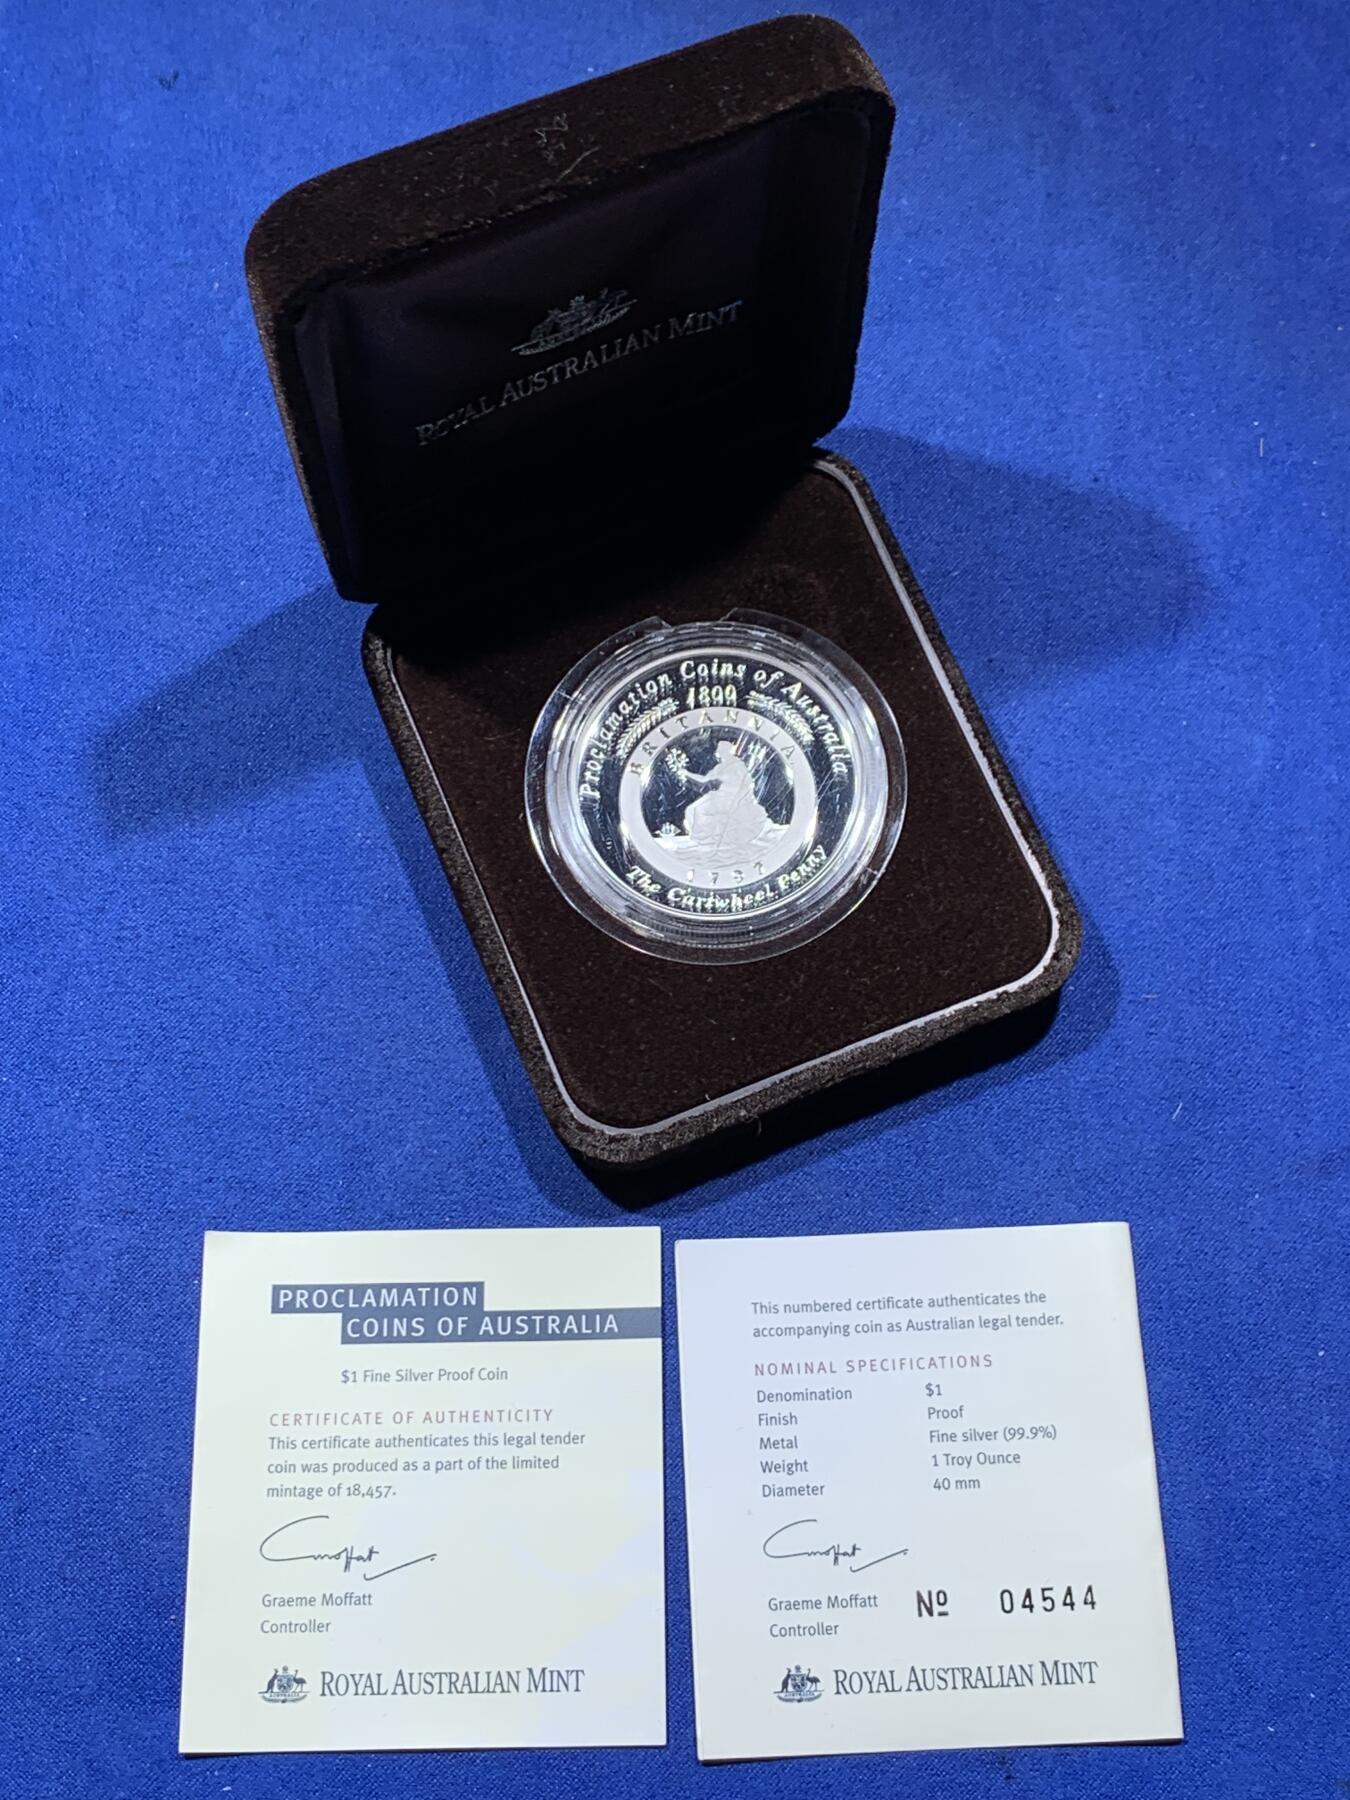 ROYAL AUSTRALIAN MINT
Proclamation Coins of Australia
1800
BRITANNIA
1797
The Cartwheel Penny
PROCLAMATION
COINS OF AUSTRALIA
$1 Fine Silver Proof Coin
CERTIFICATE OF AUTHENTICITY
This certificate authenticates this legal tender
coin was produced as a part of the limited
mintage of 18,457.
Cmoffat
Graeme Moffatt
Controller
ROYAL AUSTRALIAN MINT
This numbered certificate authenticates the
accompanying coin as Australian legal tender.
NOMINAL SPECIFICATIONS
Denomination $1
Finish Proof
Metal Fine silver (99.9%)
Weight 1 Troy Ounce
Diameter 40 mm
Cmoffat
Graeme Moffatt
Controller
Nº 04544
ROYAL AUSTRALIAN MINT